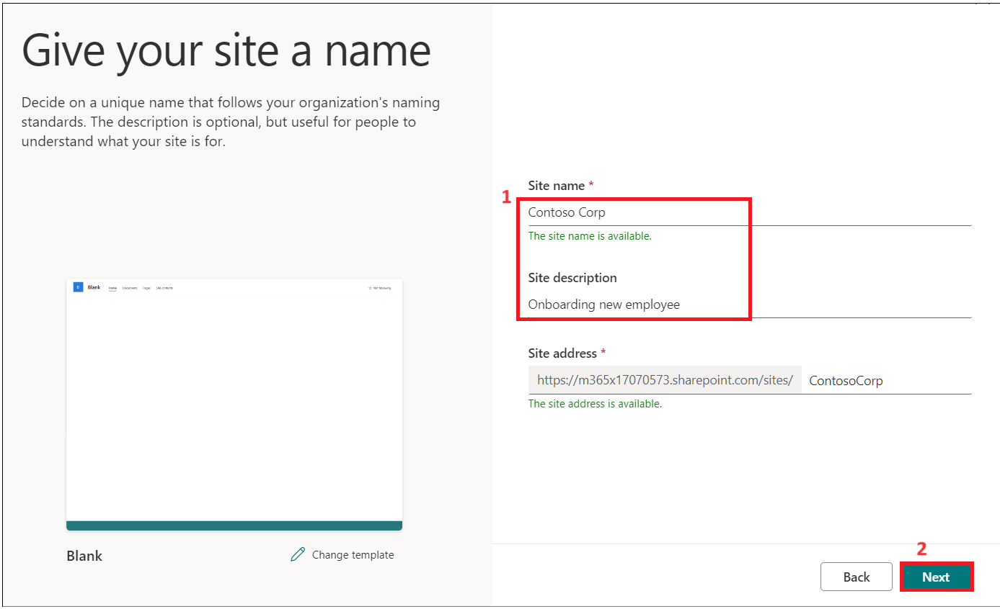 Give your site a name
Decide on a unique name that follows your organization's naming
standards. The description is optional, but useful for people to
understand what your site is for.
B Blank Home Documents Pages Site contents ☆ Not following
Blank
Change template
Site name *
1
Contoso Corp
The site name is available.
Site description
Onboarding new employee
Site address *
https://m365x17070573.sharepoint.com/sites/ ContosoCorp
The site address is available.
2
Back Next